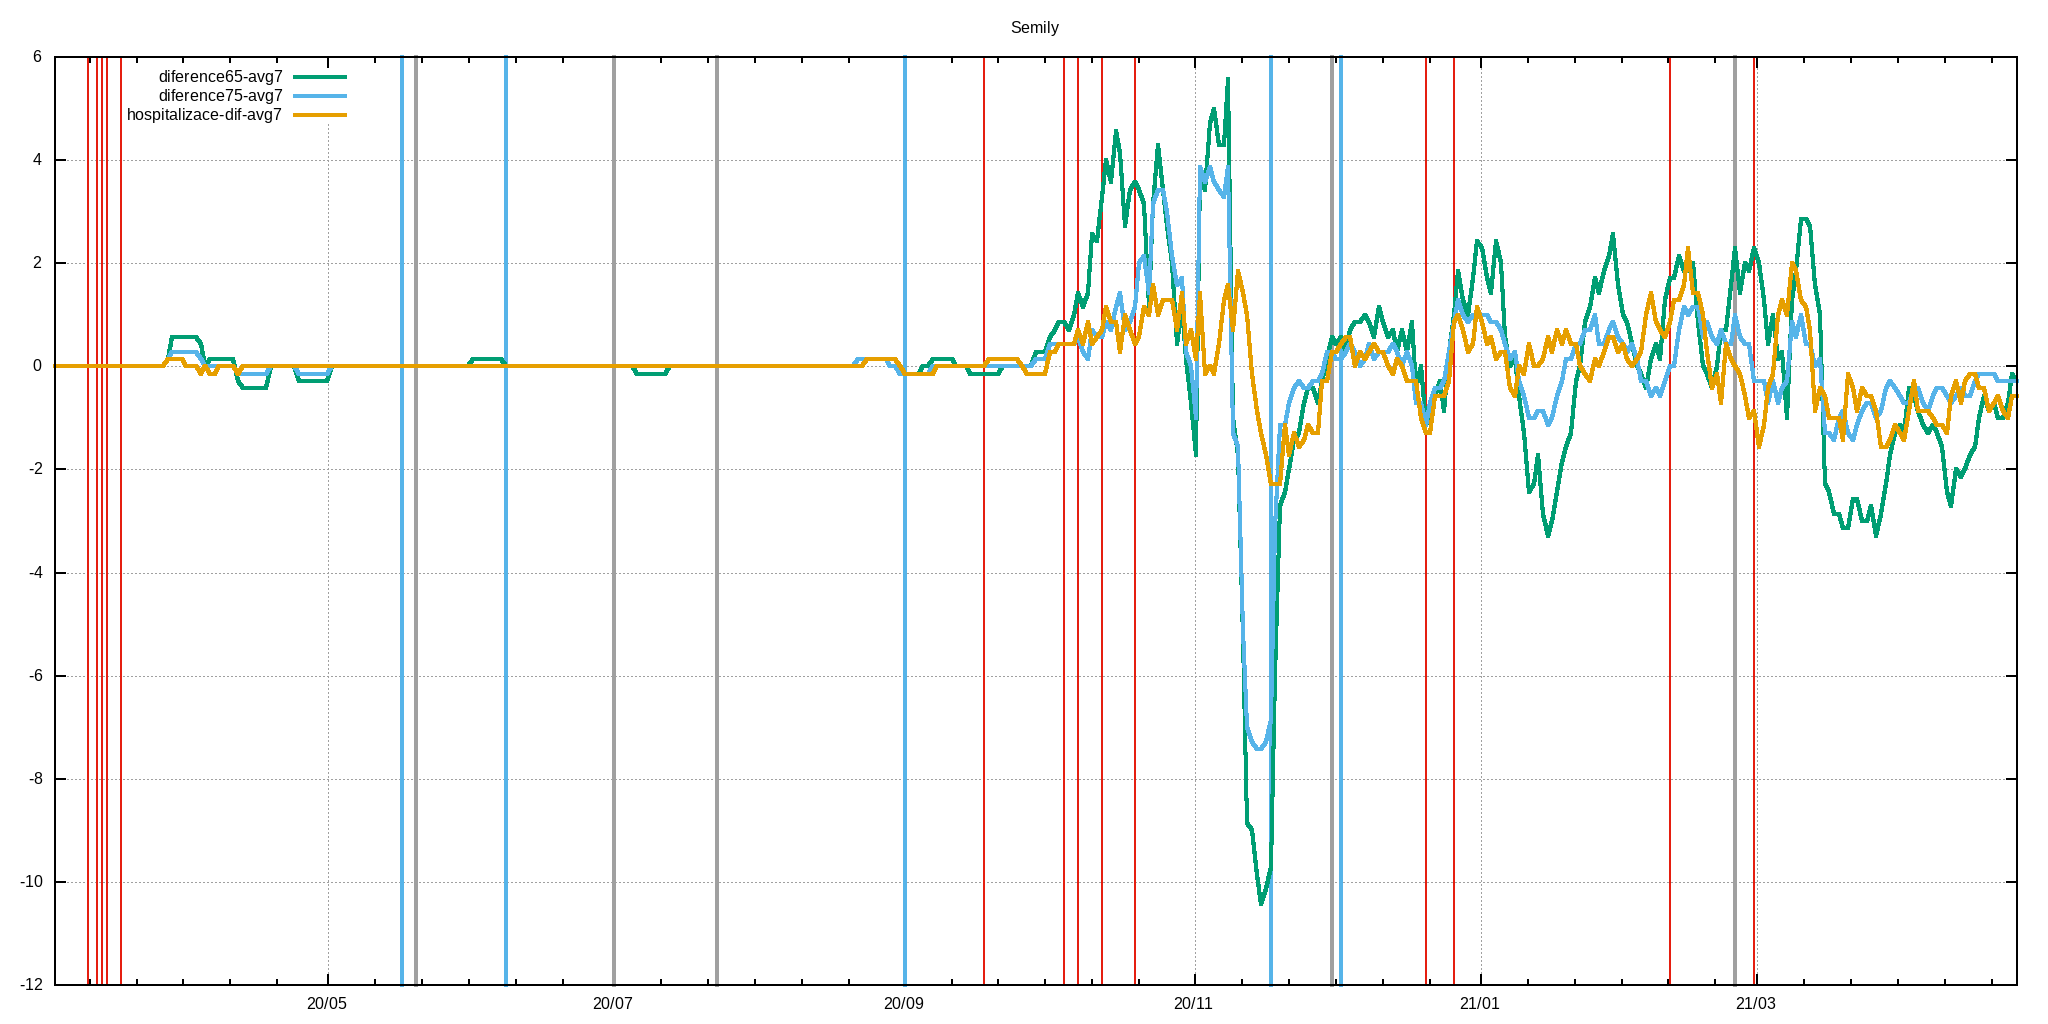 Semily
6
diference65-avg7
diference75-avg7
hospitalizace-dif-avg7
4
2
0
-2
-4
-6
-8
-10
-12
20/05 20/07 20/09 20/11 21/01 21/03